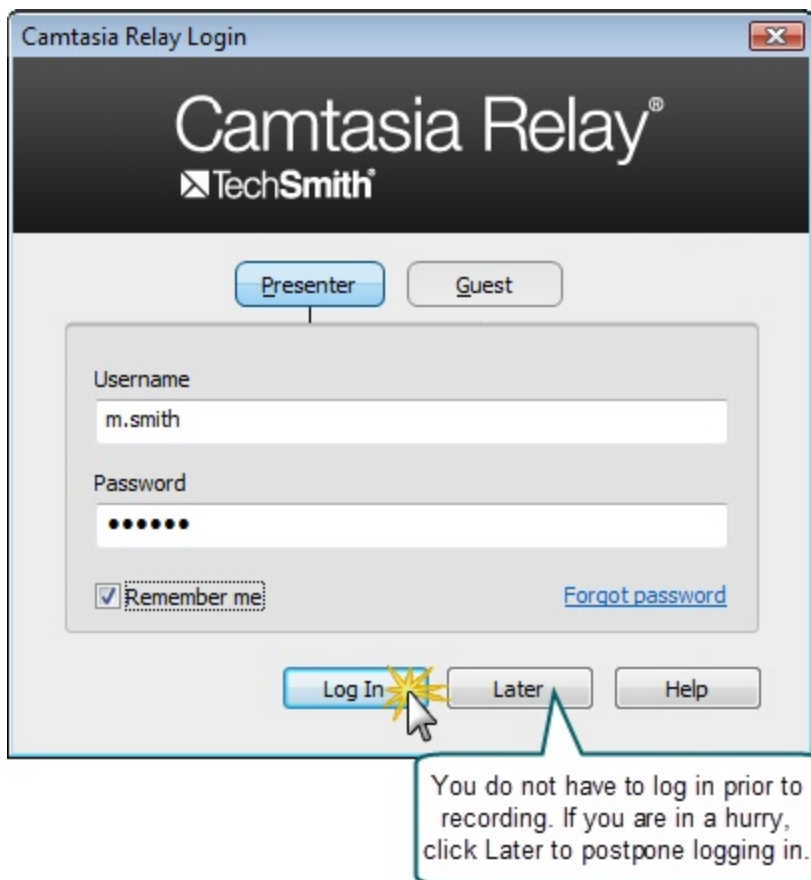 Camtasia Relay Login
Camtasia Relay®
TechSmith®
Presenter Guest
Username
m.smith
Password
••••••
Remember me Forgot password
Log In Later Help
You do not have to log in prior to
recording. If you are in a hurry,
click Later to postpone logging in.